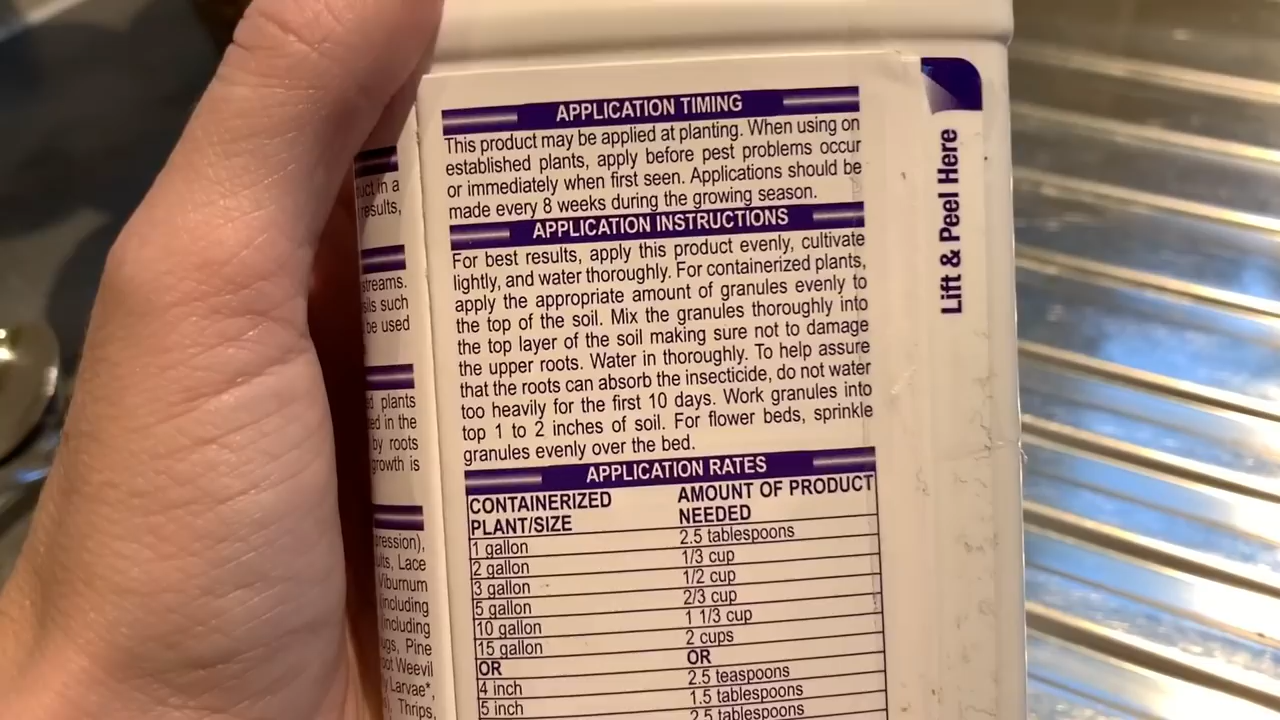 APPLICATION TIMING
This product may be applied at planting. When using on
established plants, apply before pest problems occur
or immediately when first seen. Applications should be
made every 8 weeks during the growing season.
APPLICATION INSTRUCTIONS
For best results, apply this product evenly, cultivate
lightly, and water thoroughly. For containerized plants,
apply the appropriate amount of granules evenly to
the top of the soil. Mix the granules thoroughly into
the top layer of the soil making sure not to damage
the upper roots. Water in thoroughly. To help assure
that the roots can absorb the insecticide, do not water
too heavily for the first 10 days. Work granules into
top 1 to 2 inches of soil. For flower beds, sprinkle
granules evenly over the bed.
APPLICATION RATES
CONTAINERIZED AMOUNT OF PRODUCT
PLANT/SIZE NEEDED
1 gallon 2.5 tablespoons
2 gallon 1/3 cup
3 gallon 1/2 cup
5 gallon 2/3 cup
10 gallon 1 1/3 cup
15 gallon 2 cups
OR OR
4 inch 2.5 teaspoons
5 inch 1.5 tablespoons
2.5 tablespoons
Lift & Peel Here
in a
results,
streams.
such
be used
plants
in the
by roots
growth is
Lace
Viburnum
including
including
Pine
Weevil
Larvae*,
Thrips,